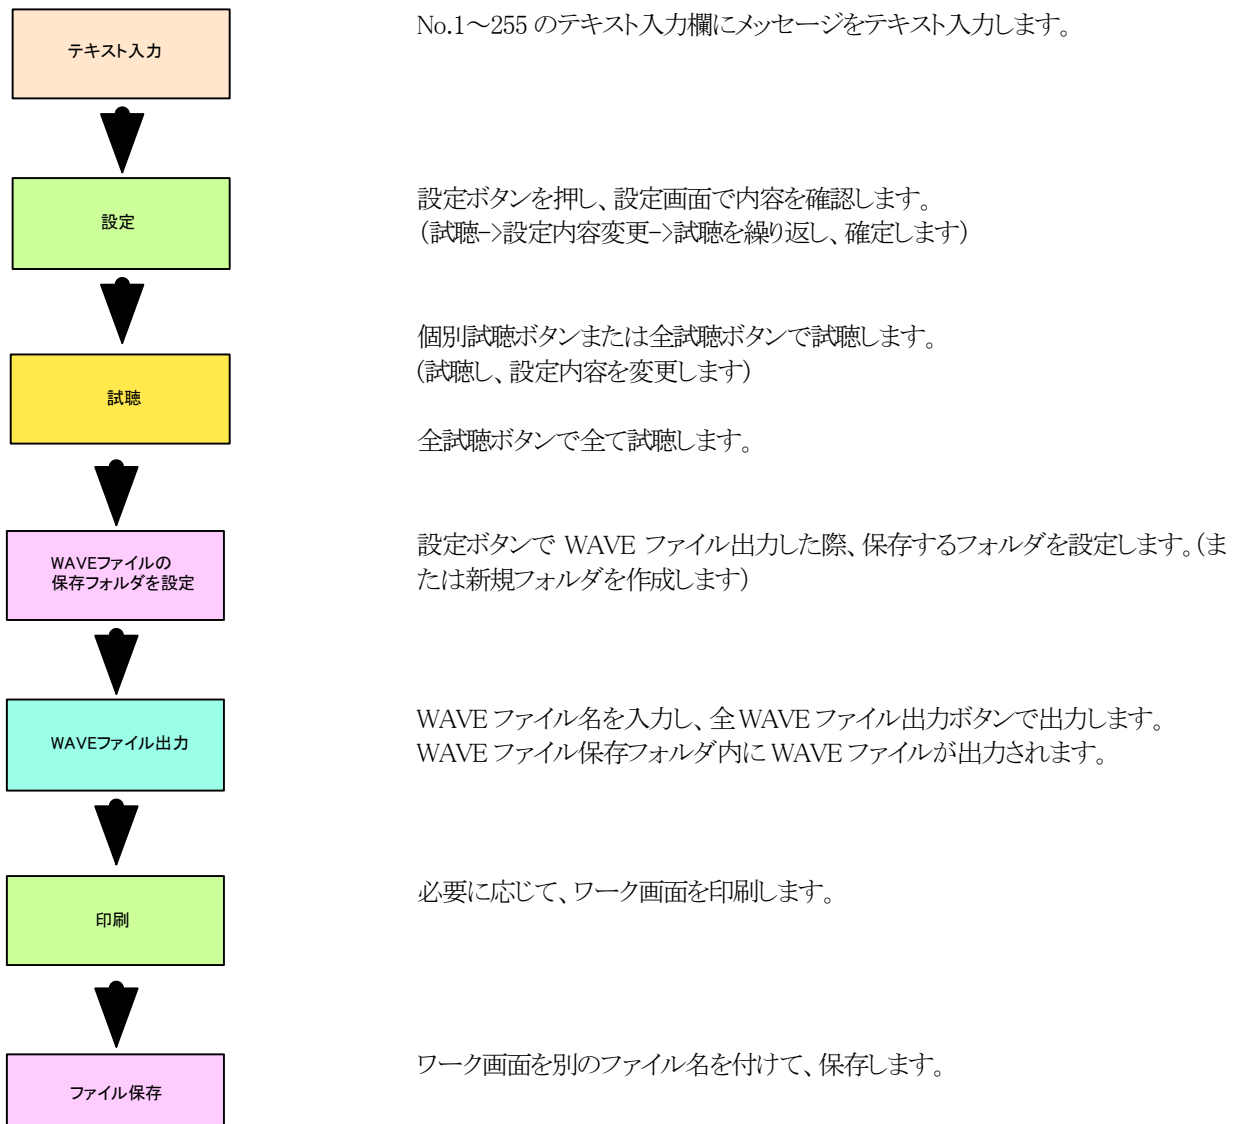 テキスト入力
No.1～255 のテキスト入力欄にメッセージをテキスト入力します。
設定
設定ボタンを押し、設定画面で内容を確認します。
(試聴->設定内容変更->試聴を繰り返し、確定します)
試聴
個別試聴ボタンまたは全試聴ボタンで試聴します。
(試聴し、設定内容を変更します)
全試聴ボタンで全て試聴します。
WAVEファイルの
保存フォルダを設定
設定ボタンで WAVE ファイル出力した際、保存するフォルダを設定します。(ま
たは新規フォルダを作成します)
WAVEファイル出力
WAVE ファイル名を入力し、全 WAVE ファイル出力ボタンで出力します。
WAVE ファイル保存フォルダ内に WAVE ファイルが出力されます。
印刷
必要に応じて、ワーク画面を印刷します。
ファイル保存
ワーク画面を別のファイル名を付けて、保存します。